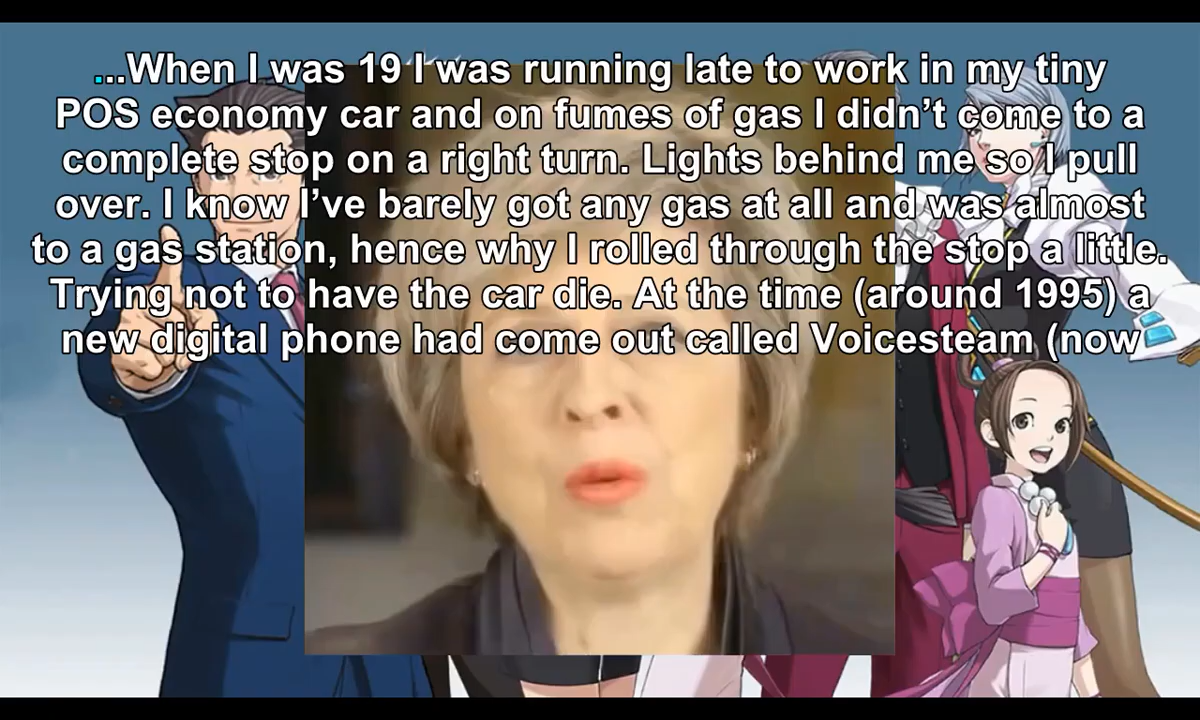 ...When I was 19 I was running late to work in my tiny
POS economy car and on fumes of gas I didn’t come to a
complete stop on a right turn. Lights behind me so I pull
over. I know I’ve barely got any gas at all and was almost
to a gas station, hence why I rolled through the stop a little.
Trying not to have the car die. At the time (around 1995) a
new digital phone had come out called Voicesteam (now